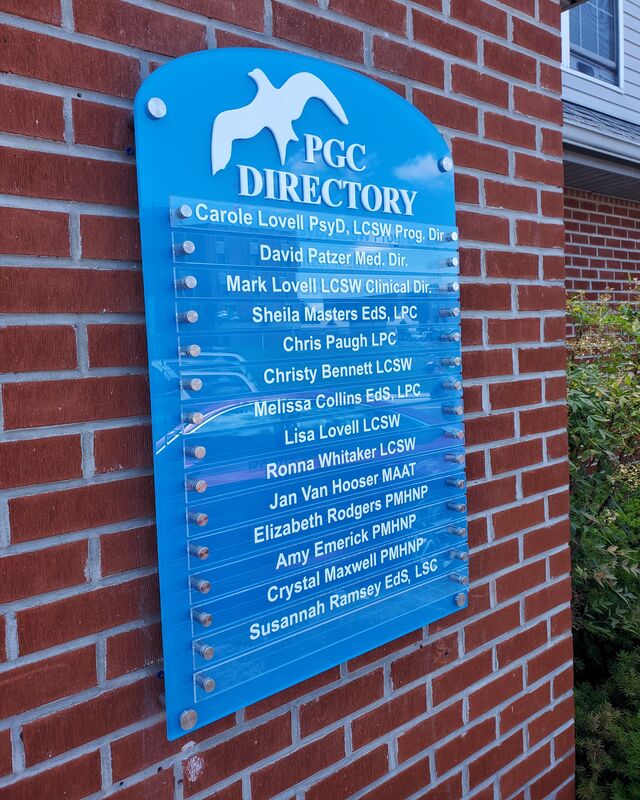 PGC
DIRECTORY
Carole Lovell PsyD, LCSW Prog. Dir.
David Patzer Med. Dir.
Mark Lovell LCSW Clinical Dir.
Sheila Masters EdS, LPC
Chris Paugh LPC
Christy Bennett LCSW
Melissa Collins EdS, LPC
Lisa Lovell LCSW
Ronna Whitaker LCSW
Jan Van Hooser MAAT
Elizabeth Rodgers PMHNP
Amy Emerick PMHNP
Crystal Maxwell PMHNP
Susannah Ramsey EdS, LSC